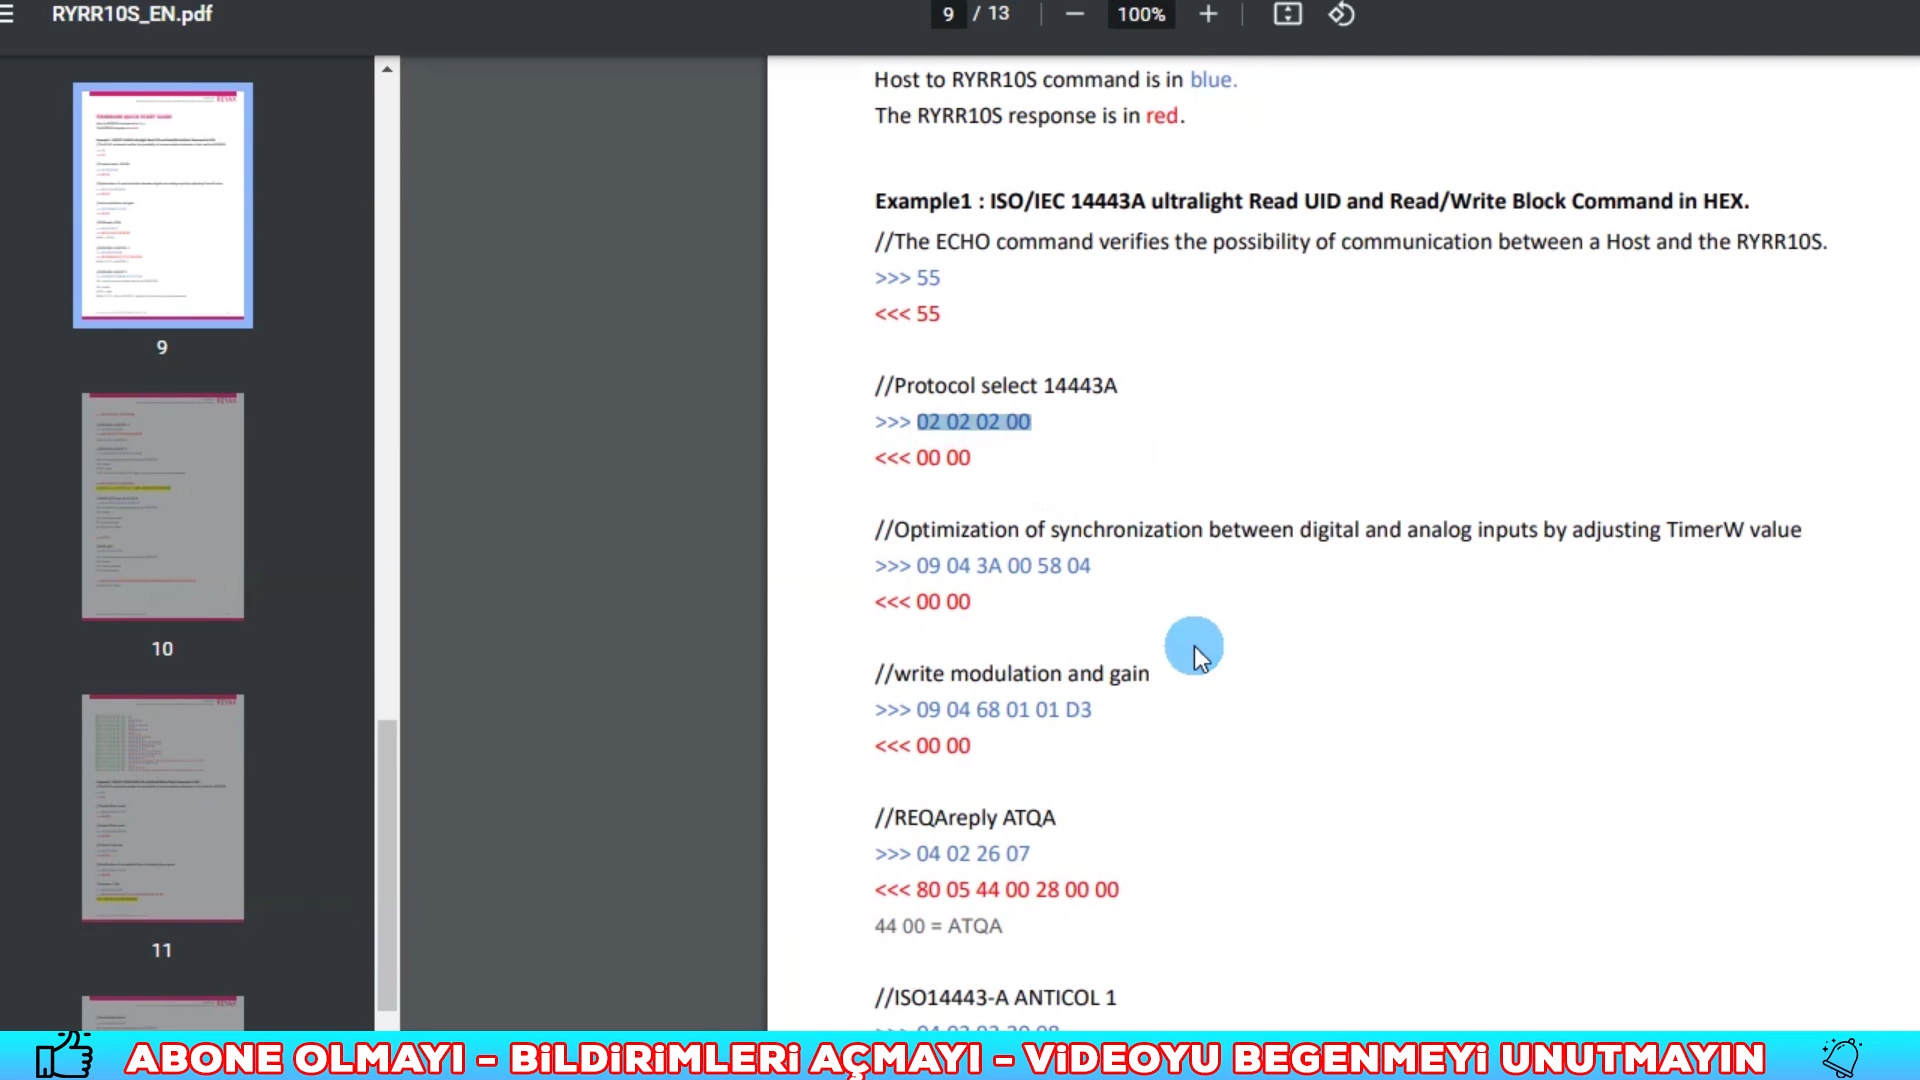 RYRR10S_EN.pdf
9 / 13
100%
9
10
11
Host to RYRR10S command is in blue.
The RYRR10S response is in red.
Example1 : ISO/IEC 14443A ultralight Read UID and Read/Write Block Command in HEX.
//The ECHO command verifies the possibility of communication between a Host and the RYRR10S.
>>> 55
<<< 55
//Protocol select 14443A
>>> 02 02 02 00
<<< 00 00
//Optimization of synchronization between digital and analog inputs by adjusting TimerW value
>>> 09 04 3A 00 58 04
<<< 00 00
//write modulation and gain
>>> 09 04 68 01 01 D3
<<< 00 00
//REQAreply ATQA
>>> 04 02 26 07
<<< 80 05 44 00 28 00 00
44 00 = ATQA
//ISO14443-A ANTICOL 1
ABONE OLMAYI - BiLDiRiMLERi AÇMAYI - ViDEOYU BEGENMEYi UNUTMAYIN